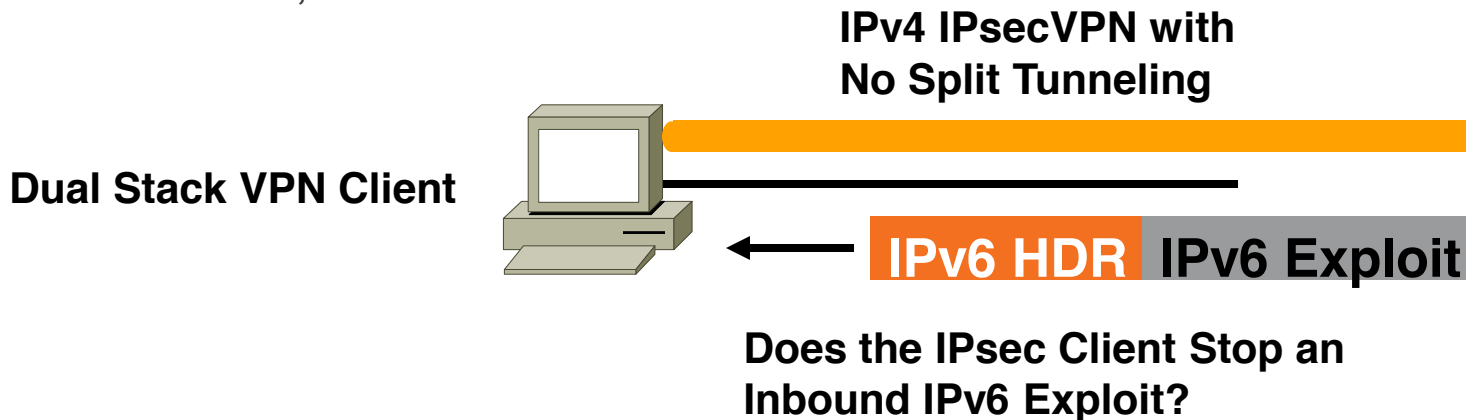 IPv4 IPsecVPN with
No Split Tunneling
Dual Stack VPN Client
IPv6 HDR IPv6 Exploit
Does the IPsec Client Stop an
Inbound IPv6 Exploit?